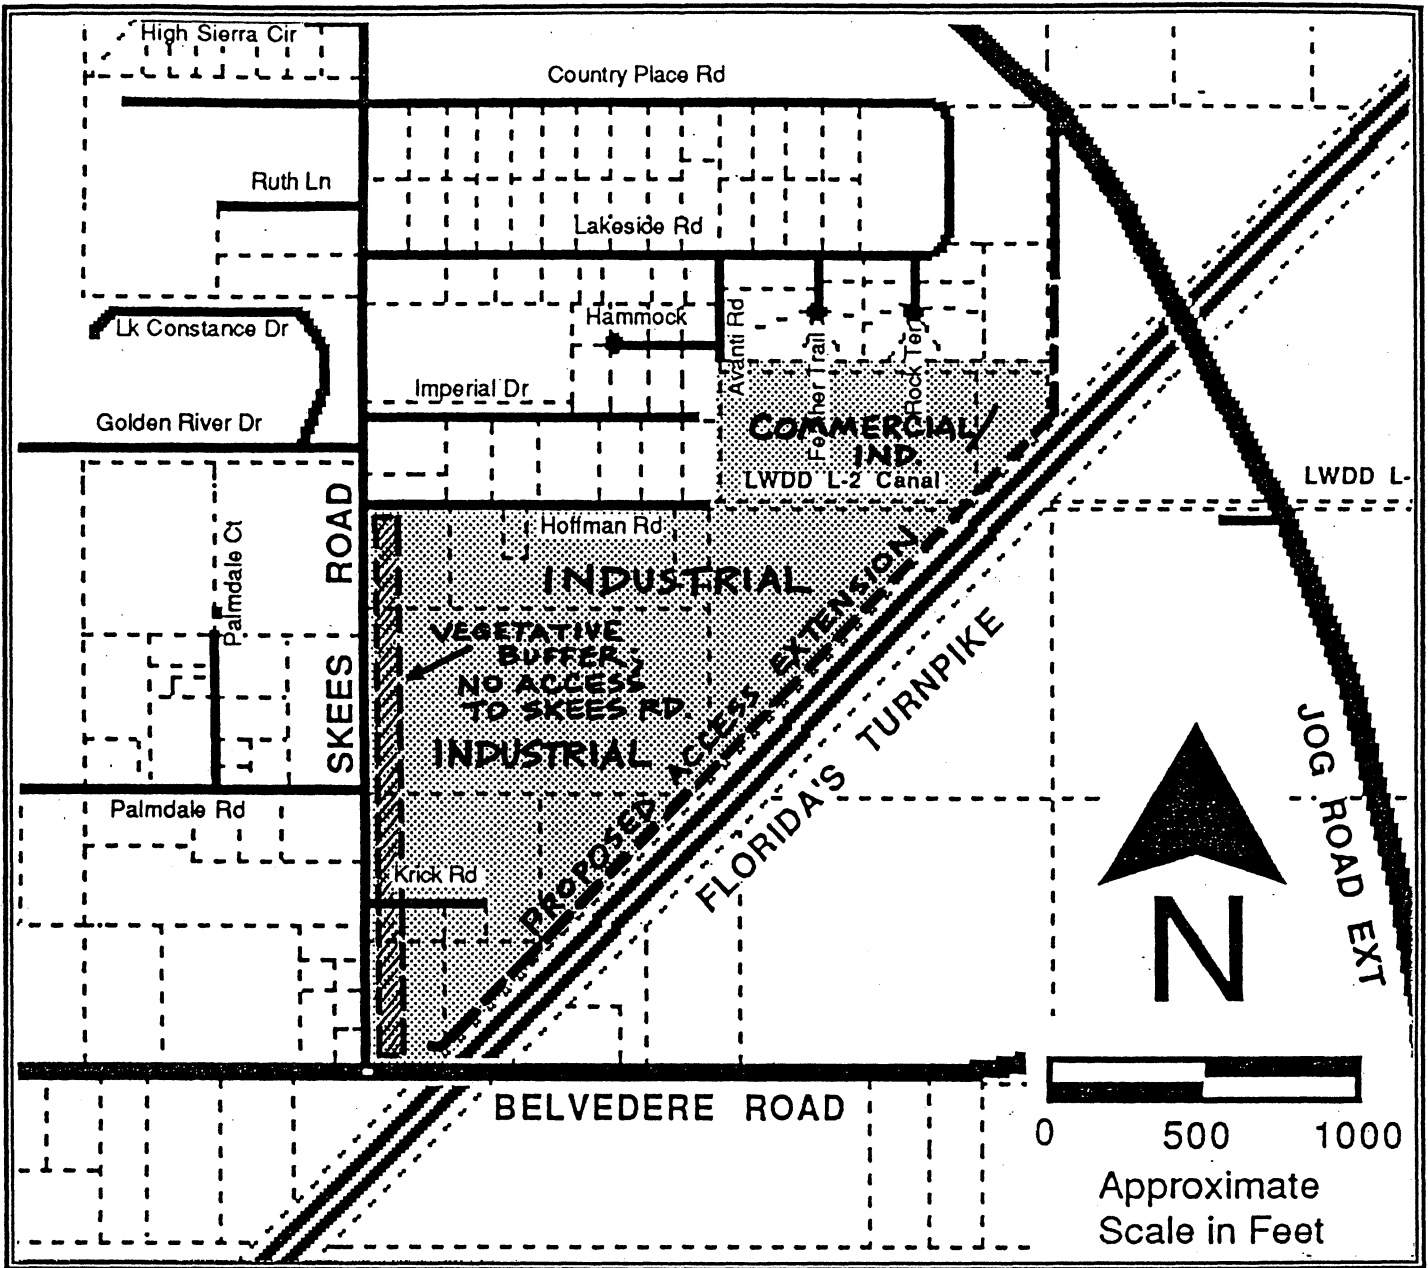 High Sierra Cir
Country Place Rd
Ruth Ln
Lakeside Rd
Lk Constance Dr
Hammock
Avanti Rd
Feather Trail
Rock Ter
Imperial Dr
Golden River Dr
COMMERCIAL/
IND.
LWDD L-2 Canal
LWDD L-
SKEES ROAD
Palmdale Ct
Hoffman Rd
INDUSTRIAL
VEGETATIVE
BUFFER;
NO ACCESS
TO SKEES RD.
INDUSTRIAL
PROPOSED ACCESS EXTENSION
FLORIDA'S TURNPIKE
JOG ROAD EXT
Palmdale Rd
Krick Rd
N
BELVEDERE ROAD
0 500 1000
Approximate
Scale in Feet